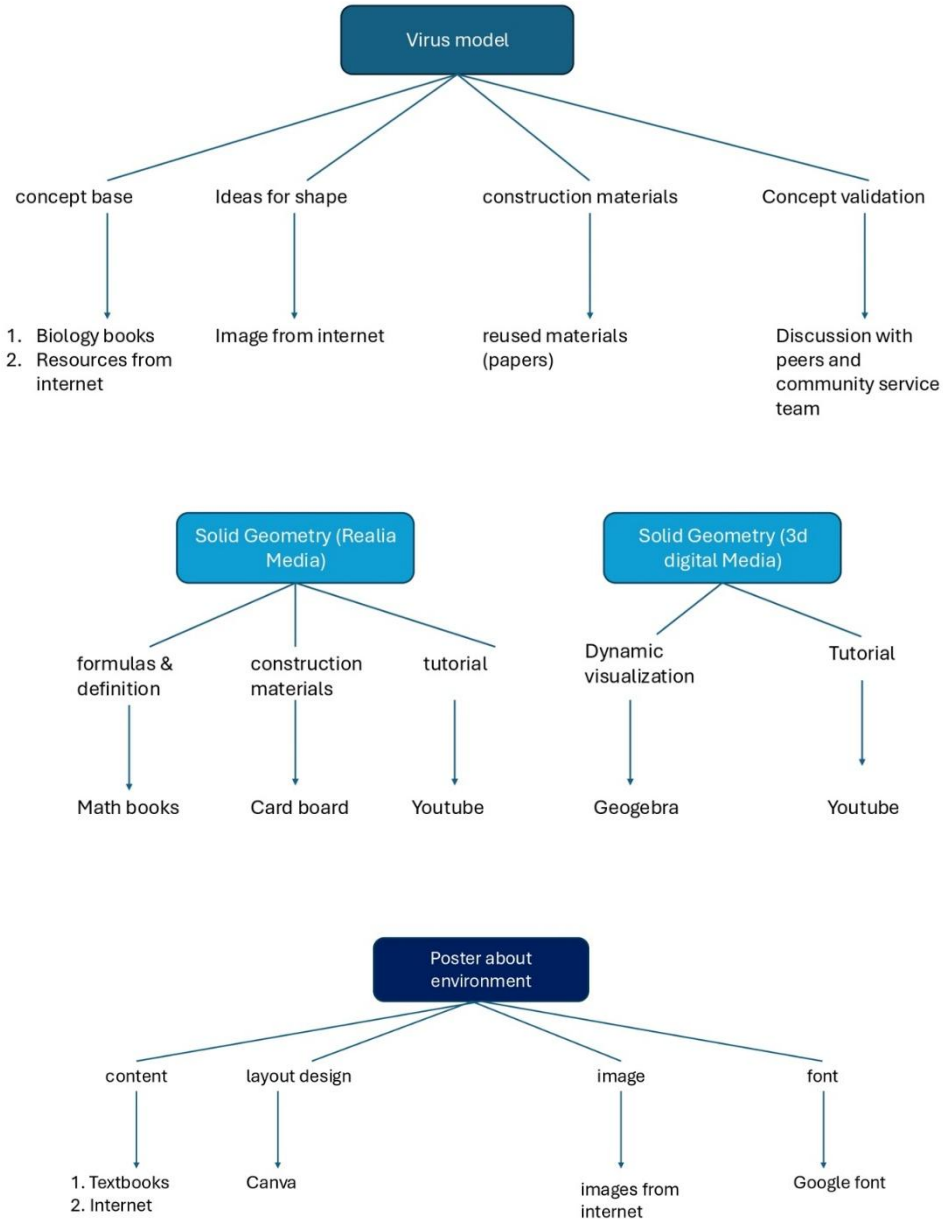 Virus model
concept base
Ideas for shape
construction materials
Concept validation
1. Biology books
2. Resources from
internet
Image from internet
reused materials
(papers)
Discussion with
peers and
community service
team
Solid Geometry (Realia
Media)
Solid Geometry (3d
digital Media)
formulas &
definition
construction
materials
tutorial
Dynamic
visualization
Tutorial
Math books
Card board
Youtube
Geogebra
Youtube
Poster about
environment
content
layout design
image
font
1. Textbooks
2. Internet
Canva
images from
internet
Google font